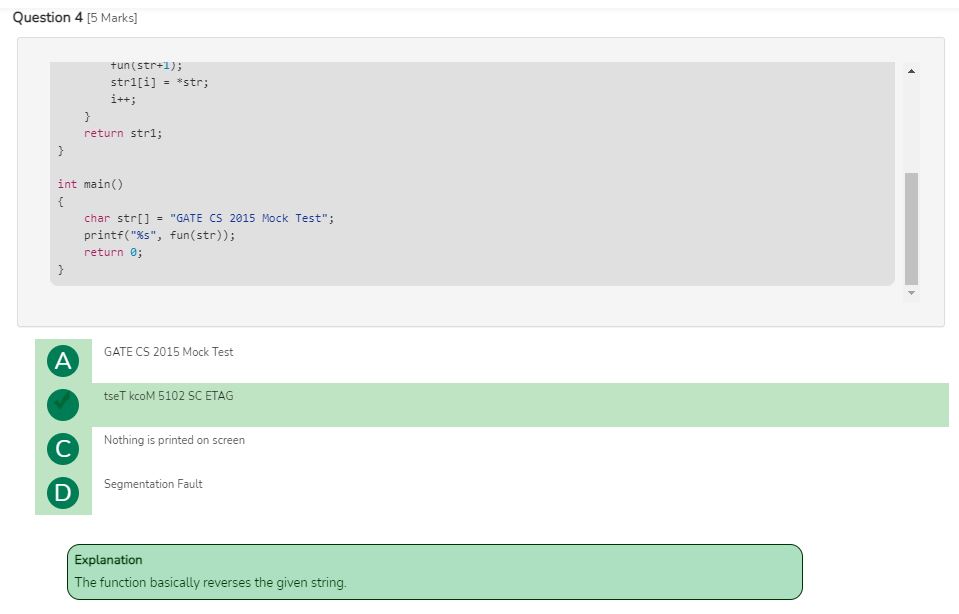 Question 4 [5 Marks]
fun(str+1);
str1[i] = *str;
i++;
}
return str1;
}
int main()
{
char str[] = "GATE CS 2015 Mock Test";
printf("%s", fun(str));
return 0;
}
A GATE CS 2015 Mock Test
tseT kcoM 5102 SC ETAG
C Nothing is printed on screen
D Segmentation Fault
Explanation
The function basically reverses the given string.